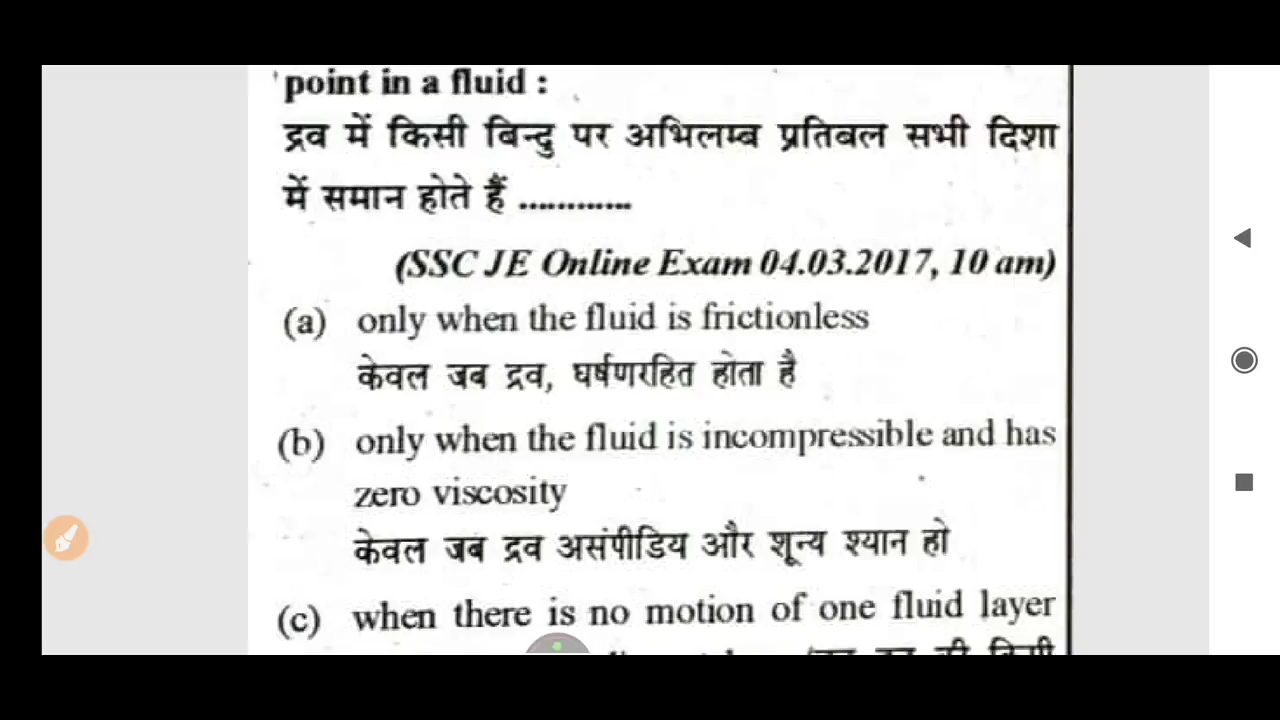 point in a fluid :
द्रव में किसी बिन्दु पर अभिलम्ब प्रतिबल सभी दिशा
में समान होते हैं ............
(SSC JE Online Exam 04.03.2017, 10 am)
(a) only when the fluid is frictionless
केवल जब द्रव, घर्षणरहित होता है
(b) only when the fluid is incompressible and has
zero viscosity
केवल जब द्रव असंपीडिय और शून्य श्यान हो
(c) when there is no motion of one fluid layer